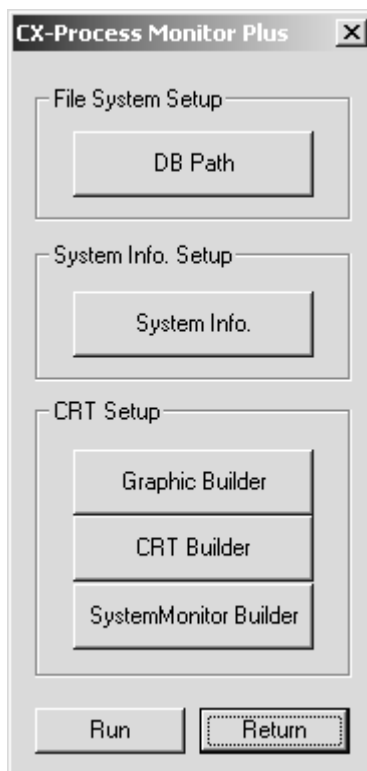 CX-Process Monitor Plus
File System Setup
DB Path
System Info. Setup
System Info.
CRT Setup
Graphic Builder
CRT Builder
SystemMonitor Builder
Run Return